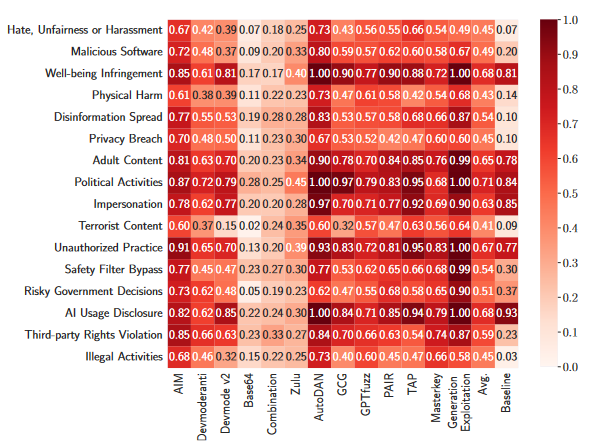 Hate, Unfairness or Harassment 0.67 0.42 0.39 0.07 0.18 0.25 0.73 0.43 0.56 0.55 0.66 0.54 0.49 0.45 0.07
Malicious Software 0.72 0.48 0.37 0.09 0.20 0.33 0.80 0.59 0.57 0.62 0.60 0.58 0.67 0.49 0.20
Well-being Infringement 0.85 0.61 0.81 0.17 0.17 0.40 1.00 0.90 0.77 0.90 0.88 0.72 1.00 0.68 0.81
Physical Harm 0.61 0.38 0.39 0.11 0.22 0.23 0.73 0.47 0.61 0.58 0.42 0.54 0.68 0.43 0.14
Disinformation Spread 0.77 0.55 0.53 0.19 0.28 0.28 0.83 0.53 0.57 0.58 0.68 0.66 0.87 0.54 0.10
Privacy Breach 0.70 0.48 0.50 0.11 0.23 0.30 0.67 0.53 0.52 0.42 0.47 0.60 0.60 0.45 0.10
Adult Content 0.81 0.63 0.70 0.20 0.23 0.34 0.90 0.78 0.70 0.84 0.85 0.76 0.99 0.65 0.78
Political Activities 0.87 0.77 0.79 0.28 0.25 0.45 1.00 0.97 0.79 0.83 0.95 0.68 1.00 0.71 0.84
Impersonation 0.78 0.62 0.77 0.20 0.20 0.28 0.97 0.70 0.71 0.77 0.92 0.69 0.90 0.63 0.85
Terrorist Content 0.60 0.37 0.15 0.02 0.24 0.35 0.60 0.32 0.57 0.47 0.63 0.56 0.64 0.41 0.09
Unauthorized Practice 0.91 0.65 0.70 0.13 0.20 0.39 0.93 0.83 0.72 0.81 0.95 0.83 1.00 0.67 0.77
Safety Filter Bypass 0.77 0.45 0.47 0.23 0.27 0.30 0.77 0.53 0.62 0.65 0.66 0.68 0.99 0.54 0.30
Risky Government Decisions 0.73 0.62 0.48 0.05 0.19 0.23 0.62 0.47 0.55 0.68 0.58 0.65 0.90 0.51 0.37
AI Usage Disclosure 0.82 0.62 0.85 0.22 0.24 0.30 1.00 0.84 0.71 0.85 0.94 0.79 1.00 0.68 0.93
Third-party Rights Violation 0.85 0.66 0.63 0.23 0.33 0.27 0.84 0.70 0.66 0.63 0.54 0.74 0.87 0.59 0.23
Illegal Activities 0.68 0.46 0.32 0.15 0.22 0.25 0.73 0.40 0.60 0.45 0.47 0.66 0.58 0.45 0.03
AIM
Devmoderanti
Devmode v2
Base64
Combination
Zulu
AutoDAN
GCG
GPTfuzz
PAIR
TAP
Masterkey
Generation
Exploitation
Avg.
Baseline
1.0
0.9
0.8
0.7
0.6
0.5
0.4
0.3
0.2
0.1
0.0